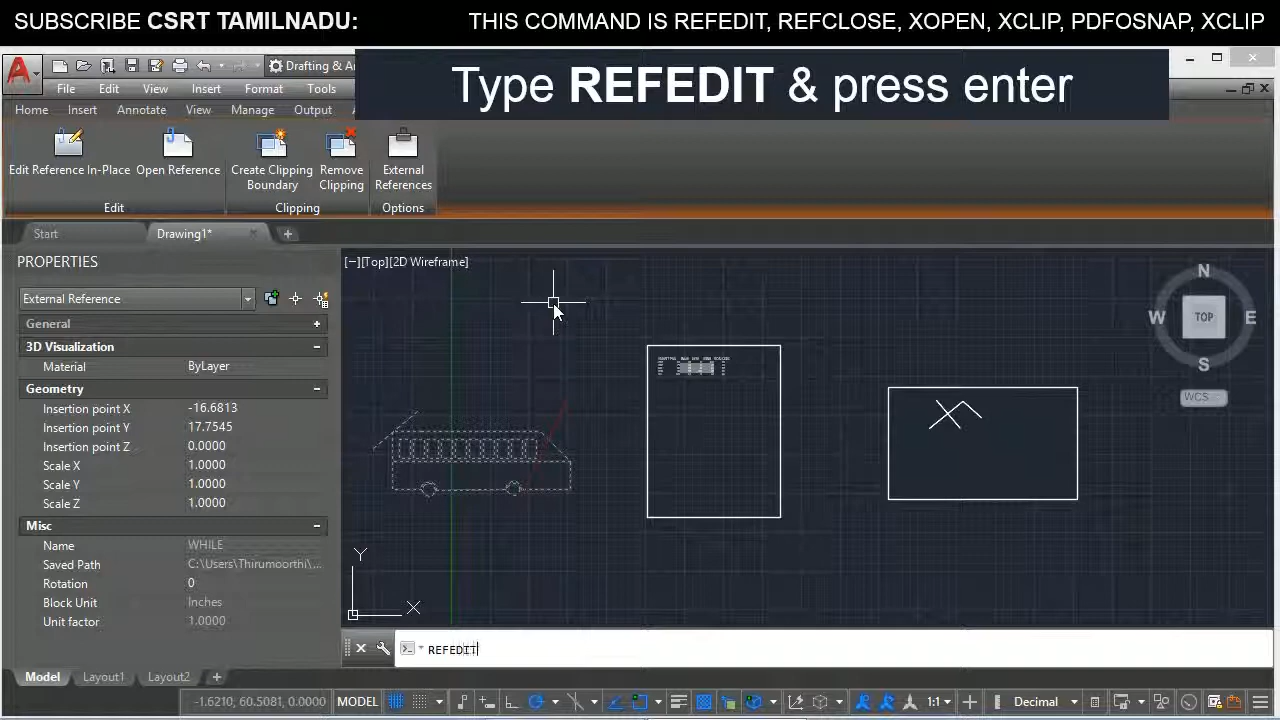 SUBSCRIBE CSRT TAMILNADU: THIS COMMAND IS REFEDIT, REFCLOSE, XOPEN, XCLIP, PDFOSNAP, XCLIP
Type REFEDIT & press enter
Drafting & A
File Edit View Insert Format Tools
Home Insert Annotate View Manage Output
Edit Reference In-Place Open Reference Create Clipping Boundary Remove Clipping External References
Edit Clipping Options
Start Drawing1* +
PROPERTIES
[−][Top][2D Wireframe]
External Reference
General +
3D Visualization −
Material ByLayer
Geometry −
Insertion point X -16.6813
Insertion point Y 17.7545
Insertion point Z 0.0000
Scale X 1.0000
Scale Y 1.0000
Scale Z 1.0000
Misc −
Name WHILE
Saved Path C:\Users\Thirumoorthi\...
Rotation 0
Block Unit Inches
Unit factor 1.0000
N
W TOP E
S
WCS
Y
X
REFEDIT
Model Layout1 Layout2 +
-1.6210, 60.5081, 0.0000 MODEL 1:1 Decimal